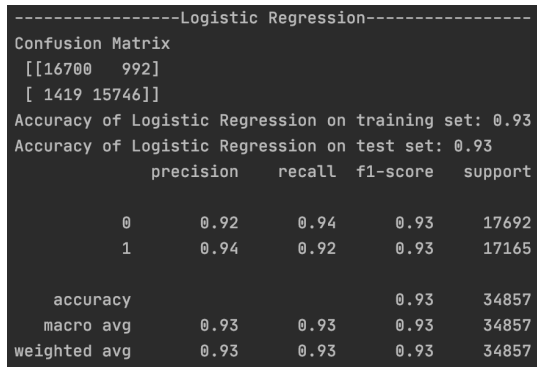 -----------------Logistic Regression-----------------
Confusion Matrix
[[16700 992]
[ 1419 15746]]
Accuracy of Logistic Regression on training set: 0.93
Accuracy of Logistic Regression on test set: 0.93
precision recall f1-score support
0 0.92 0.94 0.93 17692
1 0.94 0.92 0.93 17165
accuracy 0.93 34857
macro avg 0.93 0.93 0.93 34857
weighted avg 0.93 0.93 0.93 34857